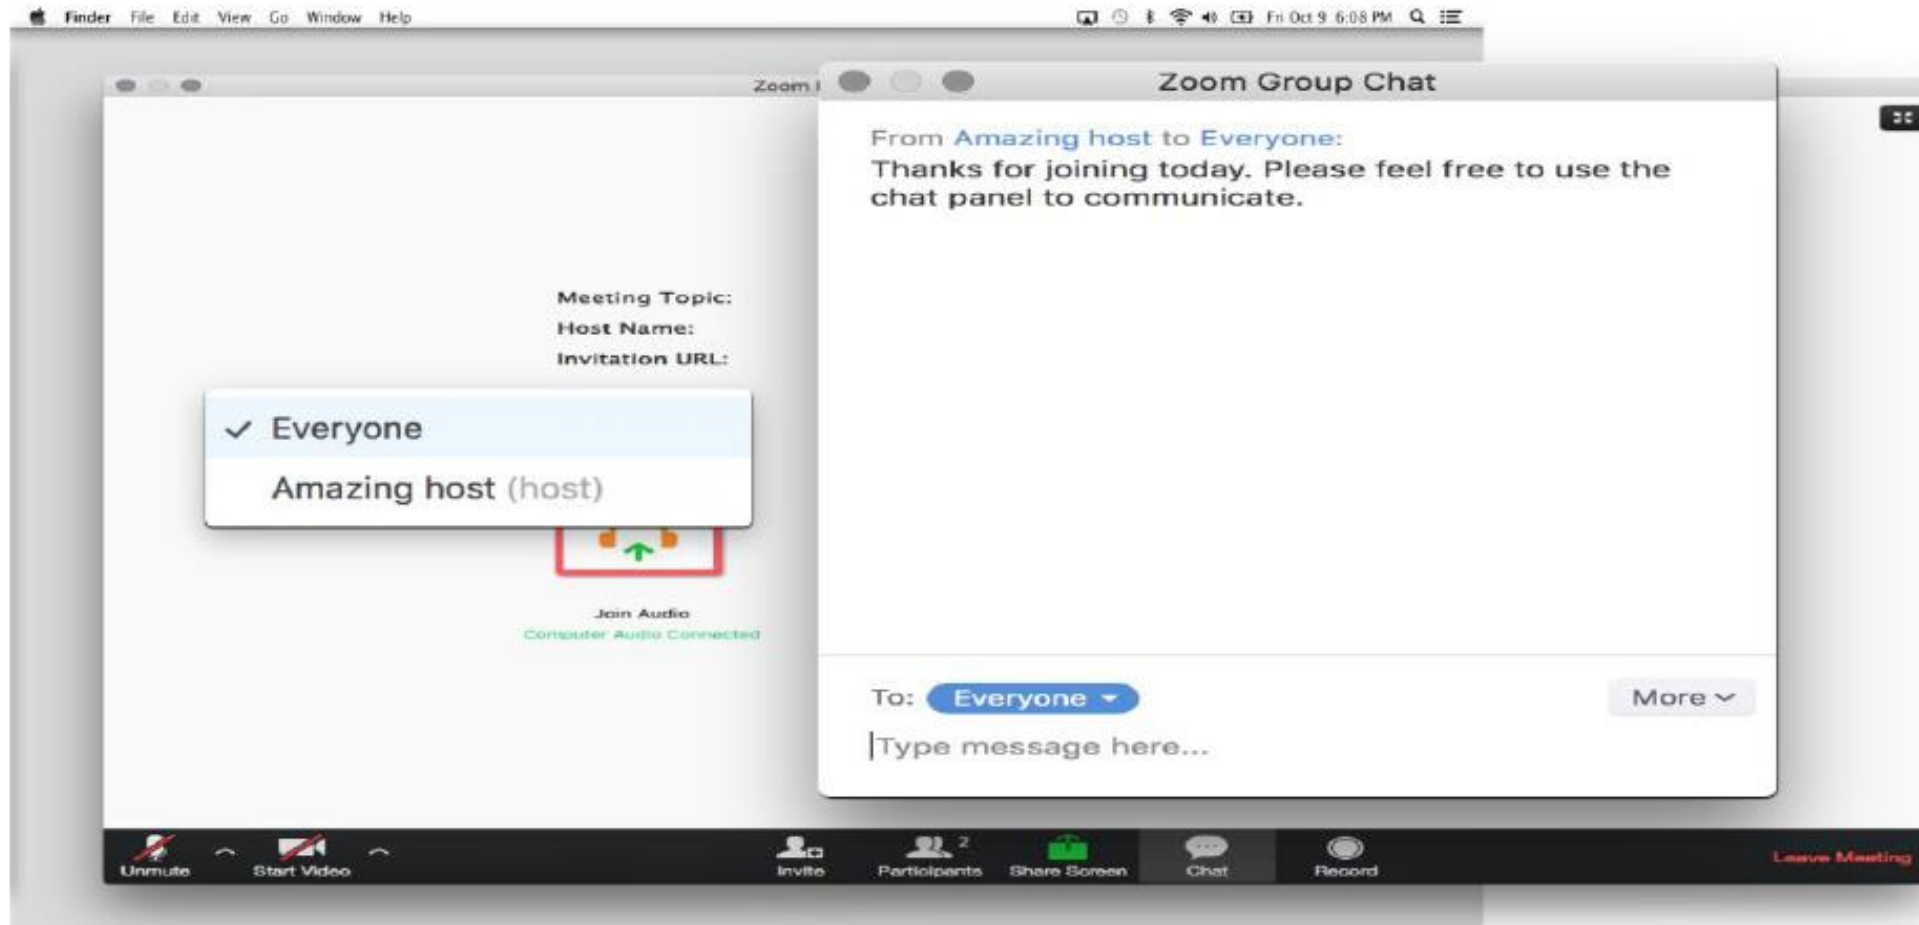 Finder File Edit View Go Window Help
Fri Oct 9 6:08 PM
Zoom
Zoom Group Chat
From Amazing host to Everyone:
Thanks for joining today. Please feel free to use the
chat panel to communicate.
Meeting Topic:
Host Name:
Invitation URL:
Everyone
Amazing host (host)
Join Audio
Computer Audio Connected
To: Everyone
More
Type message here...
Unmute
Start Video
Invite
Participants 2
Share Screen
Chat
Record
Leave Meeting